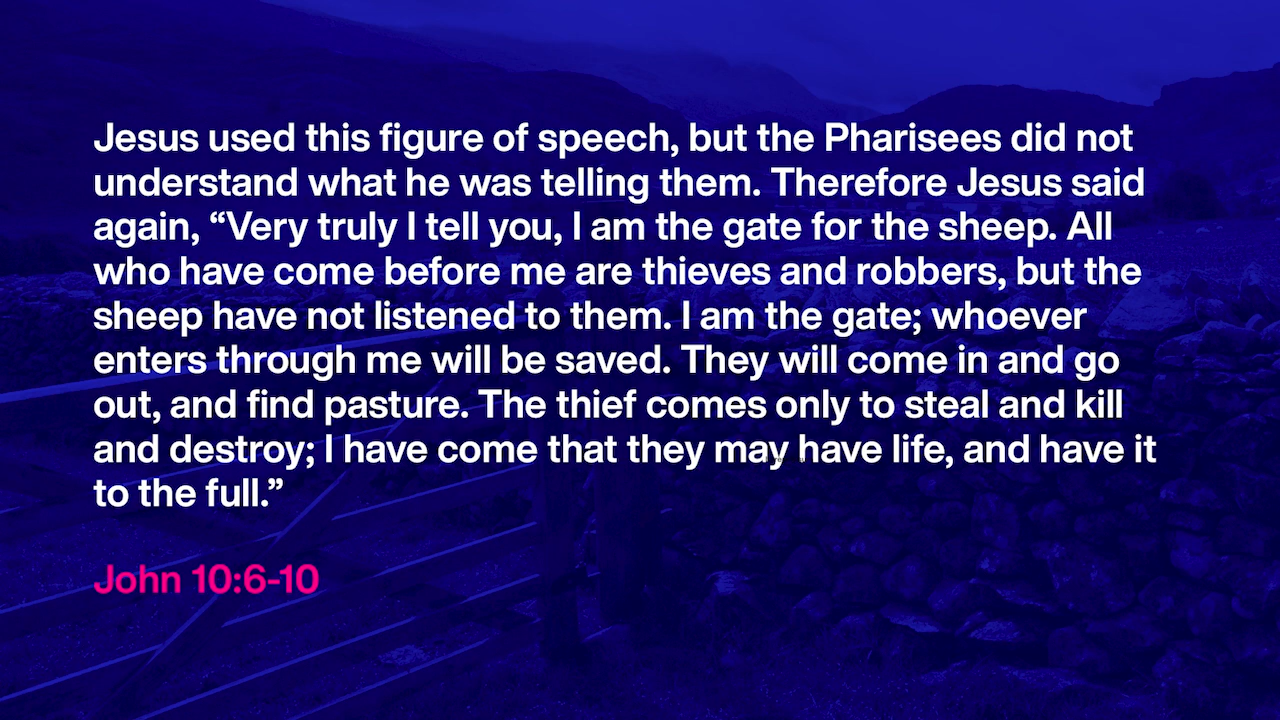 Jesus used this figure of speech, but the Pharisees did not
understand what he was telling them. Therefore Jesus said
again, “Very truly I tell you, I am the gate for the sheep. All
who have come before me are thieves and robbers, but the
sheep have not listened to them. I am the gate; whoever
enters through me will be saved. They will come in and go
out, and find pasture. The thief comes only to steal and kill
and destroy; I have come that they may have life, and have it
to the full.”
John 10:6-10